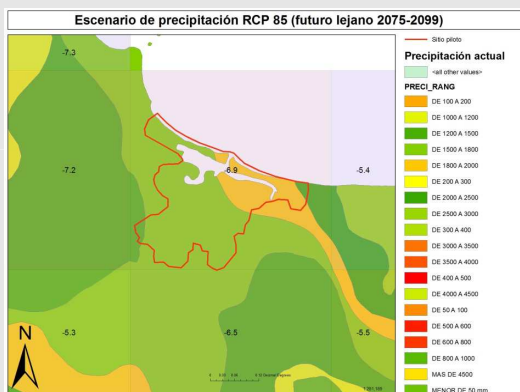 Escenario de precipitación RCP 85 (futuro lejano 2075-2099)
-7.3
-7.2
-6.9
-5.4
-5.3
-6.5
-5.5
N
Sitio piloto
Precipitación actual
<all other values>
PRECI_RANG
DE 100 A 200
DE 1000 A 1200
DE 1200 A 1500
DE 1500 A 1800
DE 1800 A 2000
DE 200 A 300
DE 2000 A 2500
DE 2500 A 3000
DE 300 A 400
DE 3000 A 3500
DE 3500 A 4000
DE 400 A 500
DE 4000 A 4500
DE 50 A 100
DE 500 A 600
DE 600 A 800
DE 800 A 1000
MAS DE 4500
MENOR DE 50 mm